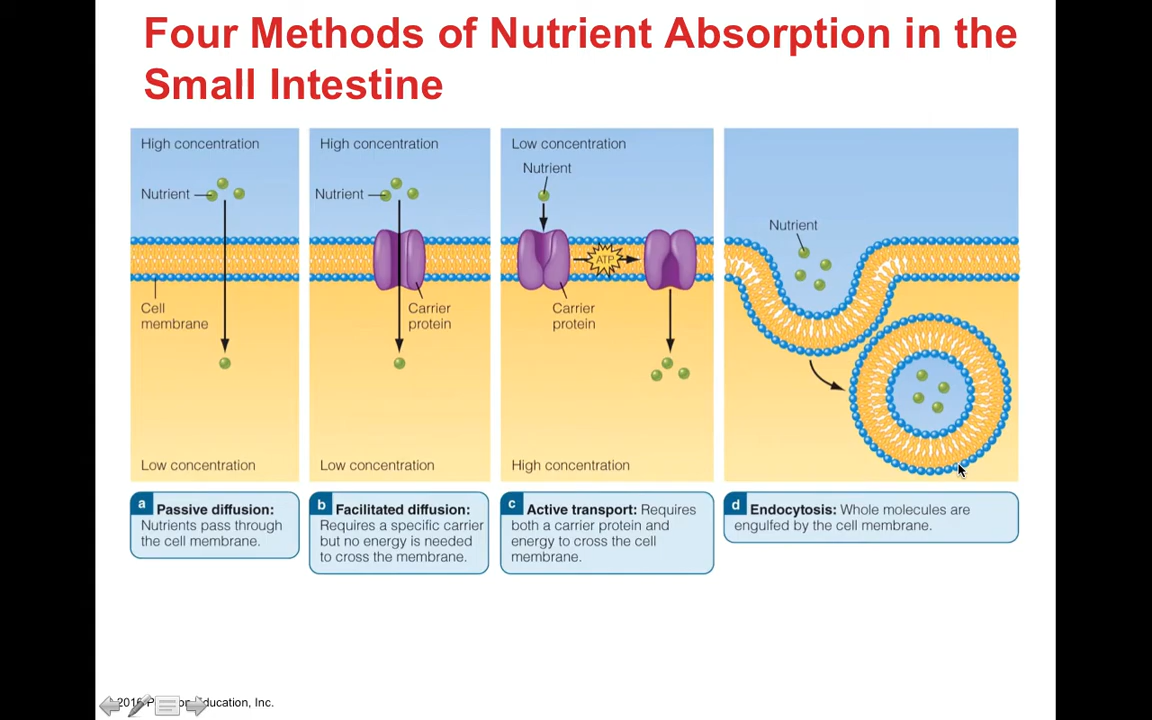 Four Methods of Nutrient Absorption in the
Small Intestine
High concentration
Nutrient
Cell
membrane
Low concentration
a Passive diffusion:
Nutrients pass through
the cell membrane.
High concentration
Nutrient
Carrier
protein
Low concentration
b Facilitated diffusion:
Requires a specific carrier
but no energy is needed
to cross the membrane.
Low concentration
Nutrient
ATP
Carrier
protein
High concentration
c Active transport: Requires
both a carrier protein and
energy to cross the cell
membrane.
Nutrient
d Endocytosis: Whole molecules are
engulfed by the cell membrane.
Inc.